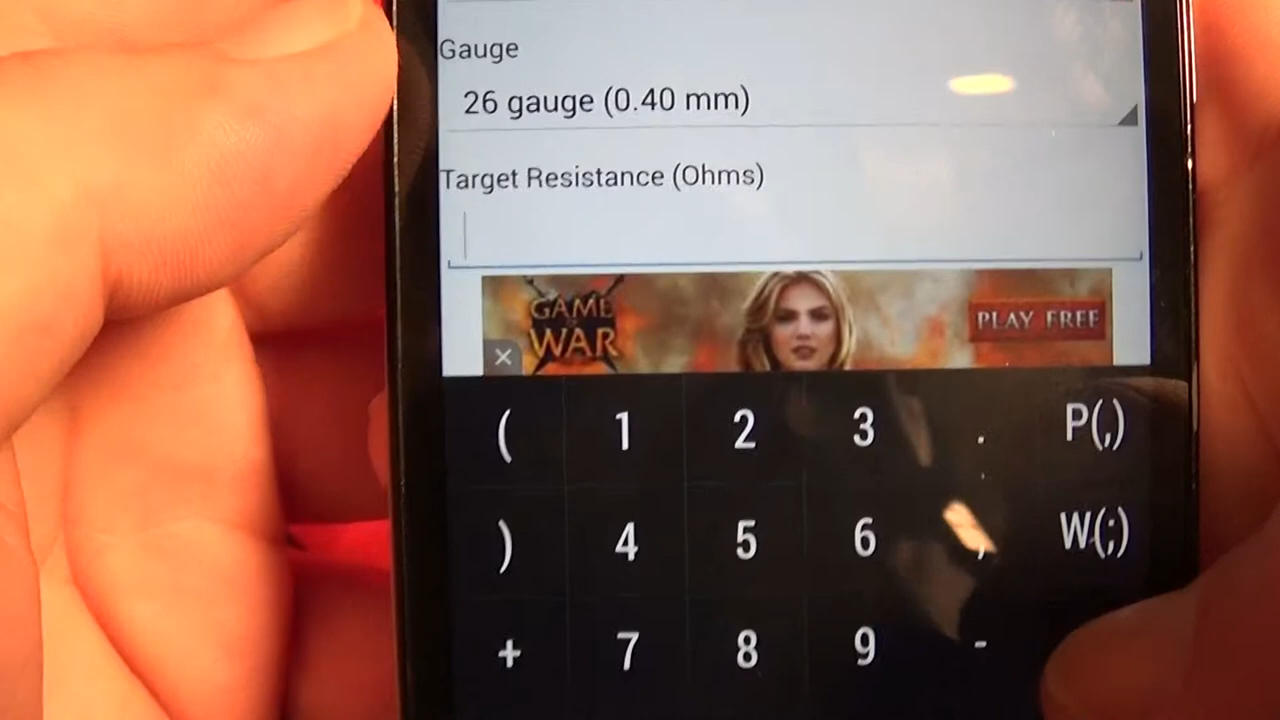 Gauge
26 gauge (0.40 mm)
Target Resistance (Ohms)
GAME
OF
WAR
PLAY FREE
×
( 1 2 3 . P(,)
) 4 5 6 , W(;)
+ 7 8 9 -